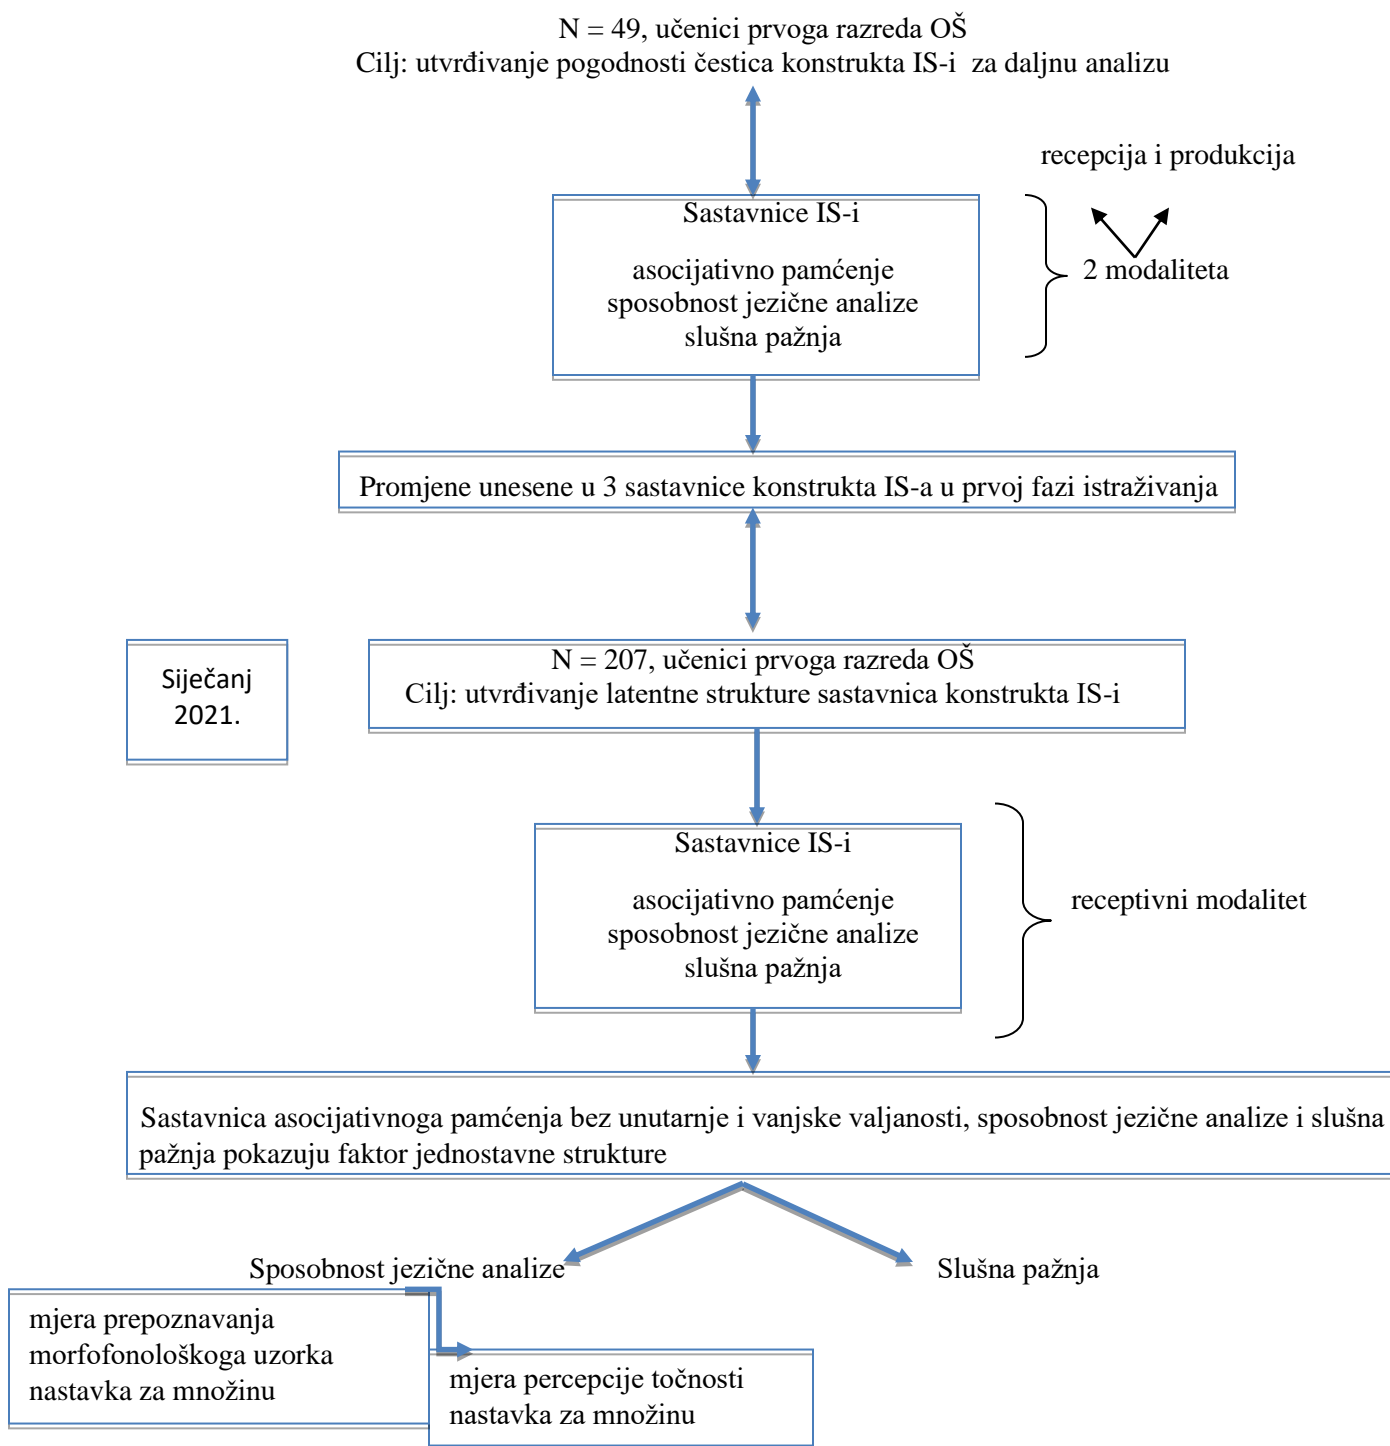 N = 49, učenici prvoga razreda OŠ
Cilj: utvrđivanje pogodnosti čestica konstrukta IS-i za daljnu analizu
recepcija i produkcija
Sastavnice IS-i
asocijativno pamćenje
sposobnost jezične analize
slušna pažnja
2 modaliteta
Promjene unesene u 3 sastavnice konstrukta IS-a u prvoj fazi istraživanja
Siječanj
2021.
N = 207, učenici prvoga razreda OŠ
Cilj: utvrđivanje latentne strukture sastavnica konstrukta IS-i
Sastavnice IS-i
asocijativno pamćenje
sposobnost jezične analize
slušna pažnja
receptivni modalitet
Sastavnica asocijativnoga pamćenja bez unutarnje i vanjske valjanosti, sposobnost jezične analize i slušna
pažnja pokazuju faktor jednostavne strukture
Sposobnost jezične analize
Slušna pažnja
mjera prepoznavanja
morfofonološkoga uzorka
nastavka za množinu
mjera percepcije točnosti
nastavka za množinu